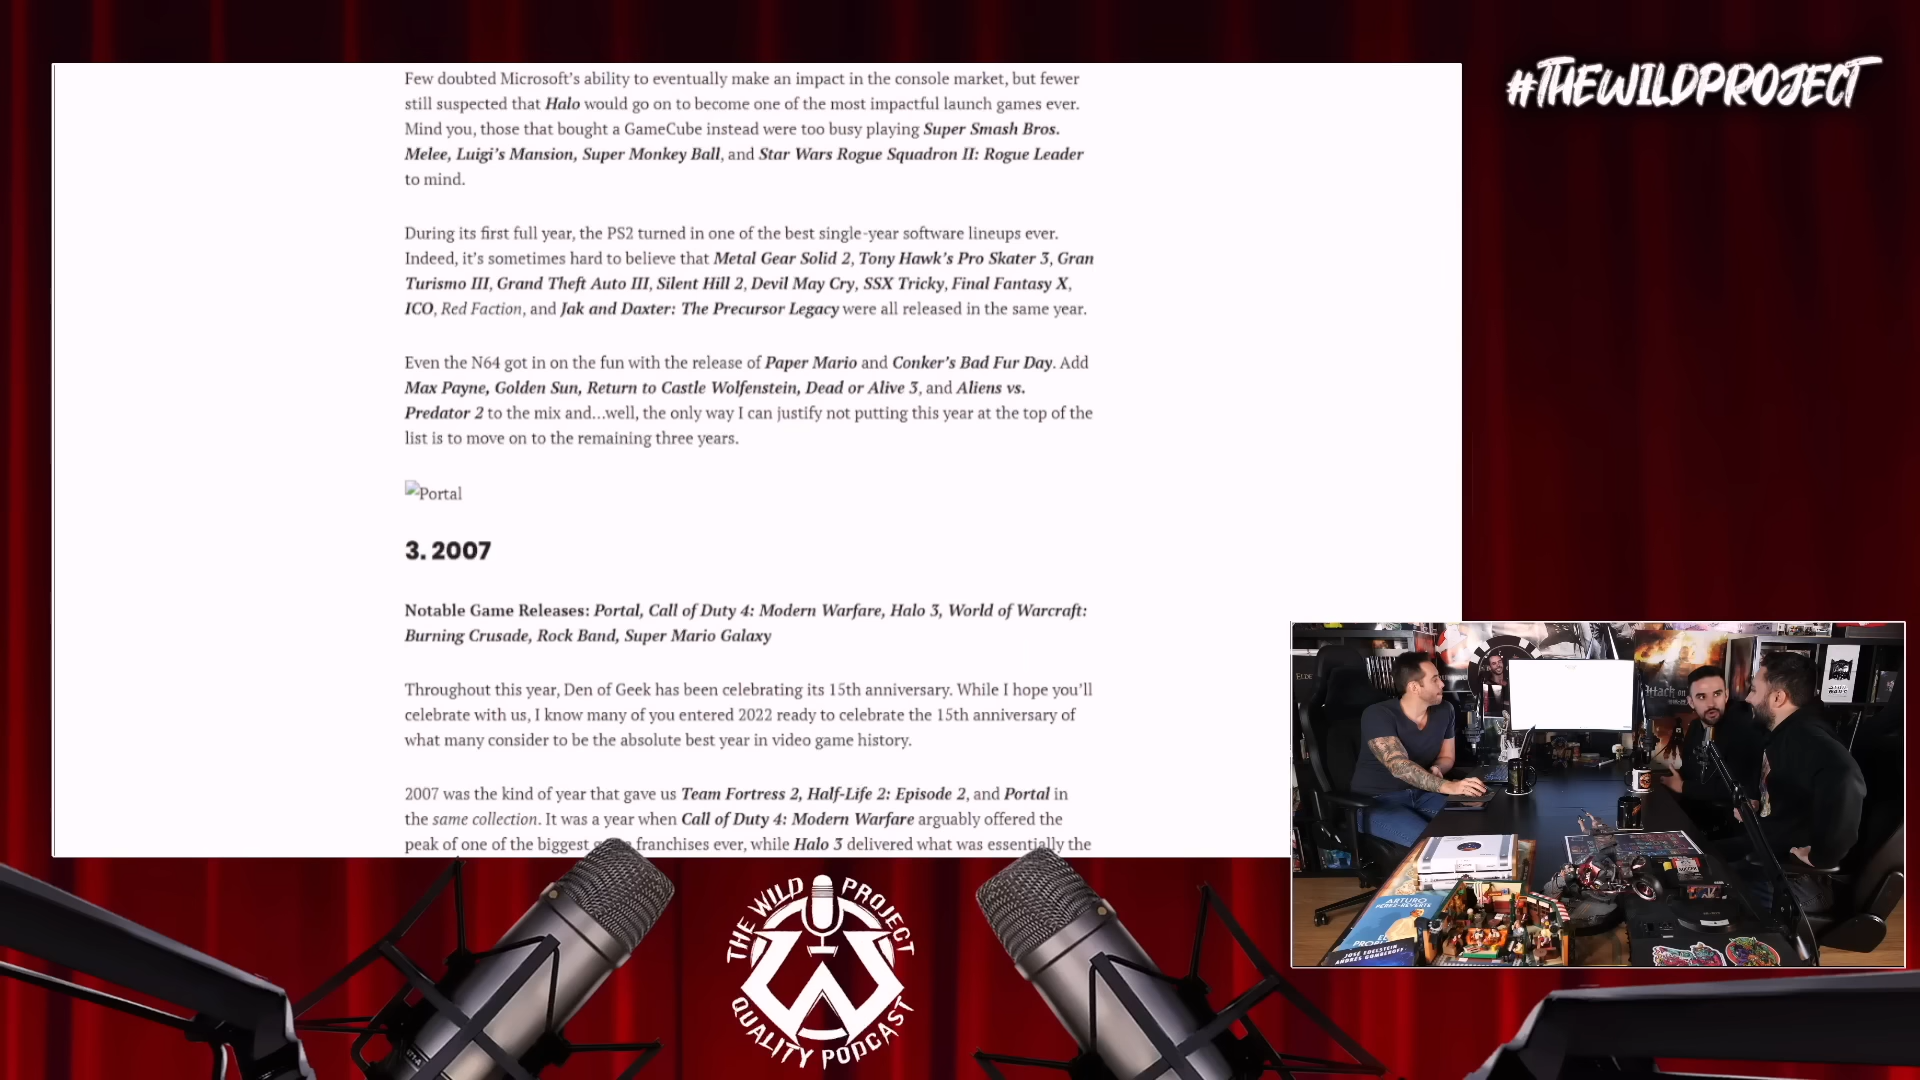 Few doubted Microsoft's ability to eventually make an impact in the console market, but fewer
still suspected that Halo would go on to become one of the most impactful launch games ever.
Mind you, those that bought a GameCube instead were too busy playing Super Smash Bros.
Melee, Luigi's Mansion, Super Monkey Ball, and Star Wars Rogue Squadron II: Rogue Leader
to mind.
During its first full year, the PS2 turned in one of the best single-year software lineups ever.
Indeed, it's sometimes hard to believe that Metal Gear Solid 2, Tony Hawk's Pro Skater 3, Gran
Turismo III, Grand Theft Auto III, Silent Hill 2, Devil May Cry, SSX Tricky, Final Fantasy X,
ICO, Red Faction, and Jak and Daxter: The Precursor Legacy were all released in the same year.
Even the N64 got in on the fun with the release of Paper Mario and Conker's Bad Fur Day. Add
Max Payne, Golden Sun, Return to Castle Wolfenstein, Dead or Alive 3, and Aliens vs.
Predator 2 to the mix and...well, the only way I can justify not putting this year at the top of the
list is to move on to the remaining three years.
Portal
3. 2007
Notable Game Releases: Portal, Call of Duty 4: Modern Warfare, Halo 3, World of Warcraft:
Burning Crusade, Rock Band, Super Mario Galaxy
Throughout this year, Den of Geek has been celebrating its 15th anniversary. While I hope you'll
celebrate with us, I know many of you entered 2022 ready to celebrate the 15th anniversary of
what many consider to be the absolute best year in video game history.
2007 was the kind of year that gave us Team Fortress 2, Half-Life 2: Episode 2, and Portal in
the same collection. It was a year when Call of Duty 4: Modern Warfare arguably offered the
peak of one of the biggest franchises ever, while Halo 3 delivered what was essentially the
#THEWILDPROJECT
THE WILD PROJECT
QUALITY PODCAST
Attack on
ARTURO
PÉREZ-REVERTE
EL
JOSÉ EDELSTEIN
ANDRÉS GOMBEROFF